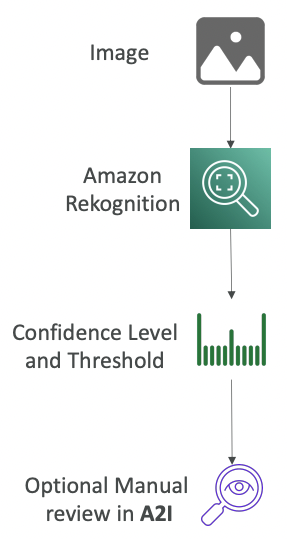 Image
Amazon
Rekognition
Confidence Level
and Threshold
Optional Manual
review in A2I